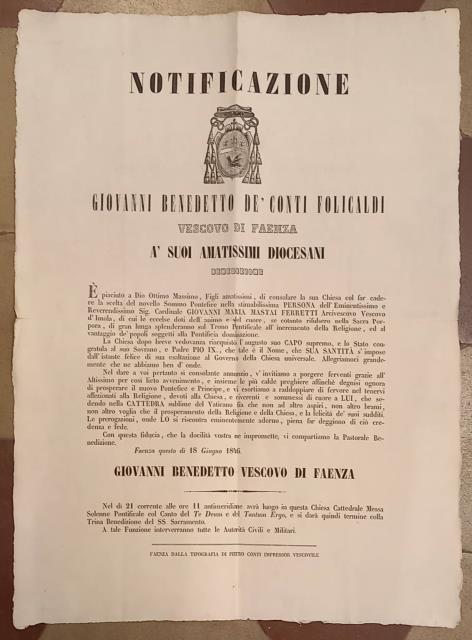 NOTIFICAZIONE
GIOVANNI BENEDETTO DE' CONTI FOLICALDI
VESCOVO DI FAENZA
A' SUOI AMATISSIMI DIOCESANI
BENEDIZIONE
È piaciuto a Dio Ottimo Massimo, Figli amatissimi, di consolare la sua Chiesa col far cade-
re la scelta del novello Sommo Pontefice nella stimabilissima PERSONA dell'Eminentissimo e
Reverendissimo Sig. Cardinale GIOVANNI MARIA MASTAI FERRETTI Arcivescovo Vescovo
d'Imola, di cui le eccelse doti dell'animo e del cuore, se cotanto rifulsero nella Sacra Por-
pora, di gran lunga splenderanno sul Trono Pontificale all'incremento della Religione, ed al
vantaggio de' popoli soggetti alla Pontificia dominazione.
La Chiesa dopo breve vedovanza riacquistò l'augusto suo CAPO supremo, e lo Stato con-
gratula al suo Sovrano, e Padre PIO IX., che tale è il Nome, che SUA SANTITÀ s'impose
dall'istante felice di sua esaltazione al Governo della Chiesa universale. Allegriamoci grande-
mente che ne abbiamo ben d'onde.
Nel dare a voi pertanto sì consolante annunzio, v'invitiamo a porgere ferventi grazie all'
Altissimo per così fatto avvenimento, e insieme le più calde preghiere affinchè degnisi ognora
di prosperare il nuovo Pontefice e Principe, e vi esortiamo a raddoppiare di fervore nel tenervi
affezionati alla Religione, devoti alla Chiesa, e riverenti e sommessi di cuore a LUI, che se-
dendo nella CATTEDRA sublime del Vaticano fia che non ad altro aspiri, non altro brami,
non altro voglia che il prosperamento della Religione e della Chiesa, e la felicità de' suoi sudditi.
Le prerogazioni, onde LO si riscontra eminentemente adorno, piena far deggiono di ciò cre-
denza e fede.
Con questa fiducia, che la docilità vostra ne impromette, vi compartiamo la Pastorale Be-
nedizione.
Faenza questo dì 18 Giugno 1846.
GIOVANNI BENEDETTO VESCOVO DI FAENZA
Nel dì 21 corrente alle ore 11 antimeridiane avrà luogo in questa Chiesa Cattedrale Messa
Solenne Pontificale col Canto del Te Deum e del Tantum Ergo, e si darà quindi termine colla
Trina Benedizione del SS. Sacramento.
A tale Funzione interverranno tutte le Autorità Civili e Militari.
FAENZA DALLA TIPOGRAFIA DI PIETRO CONTI IMPRESSOR VESCOVILE